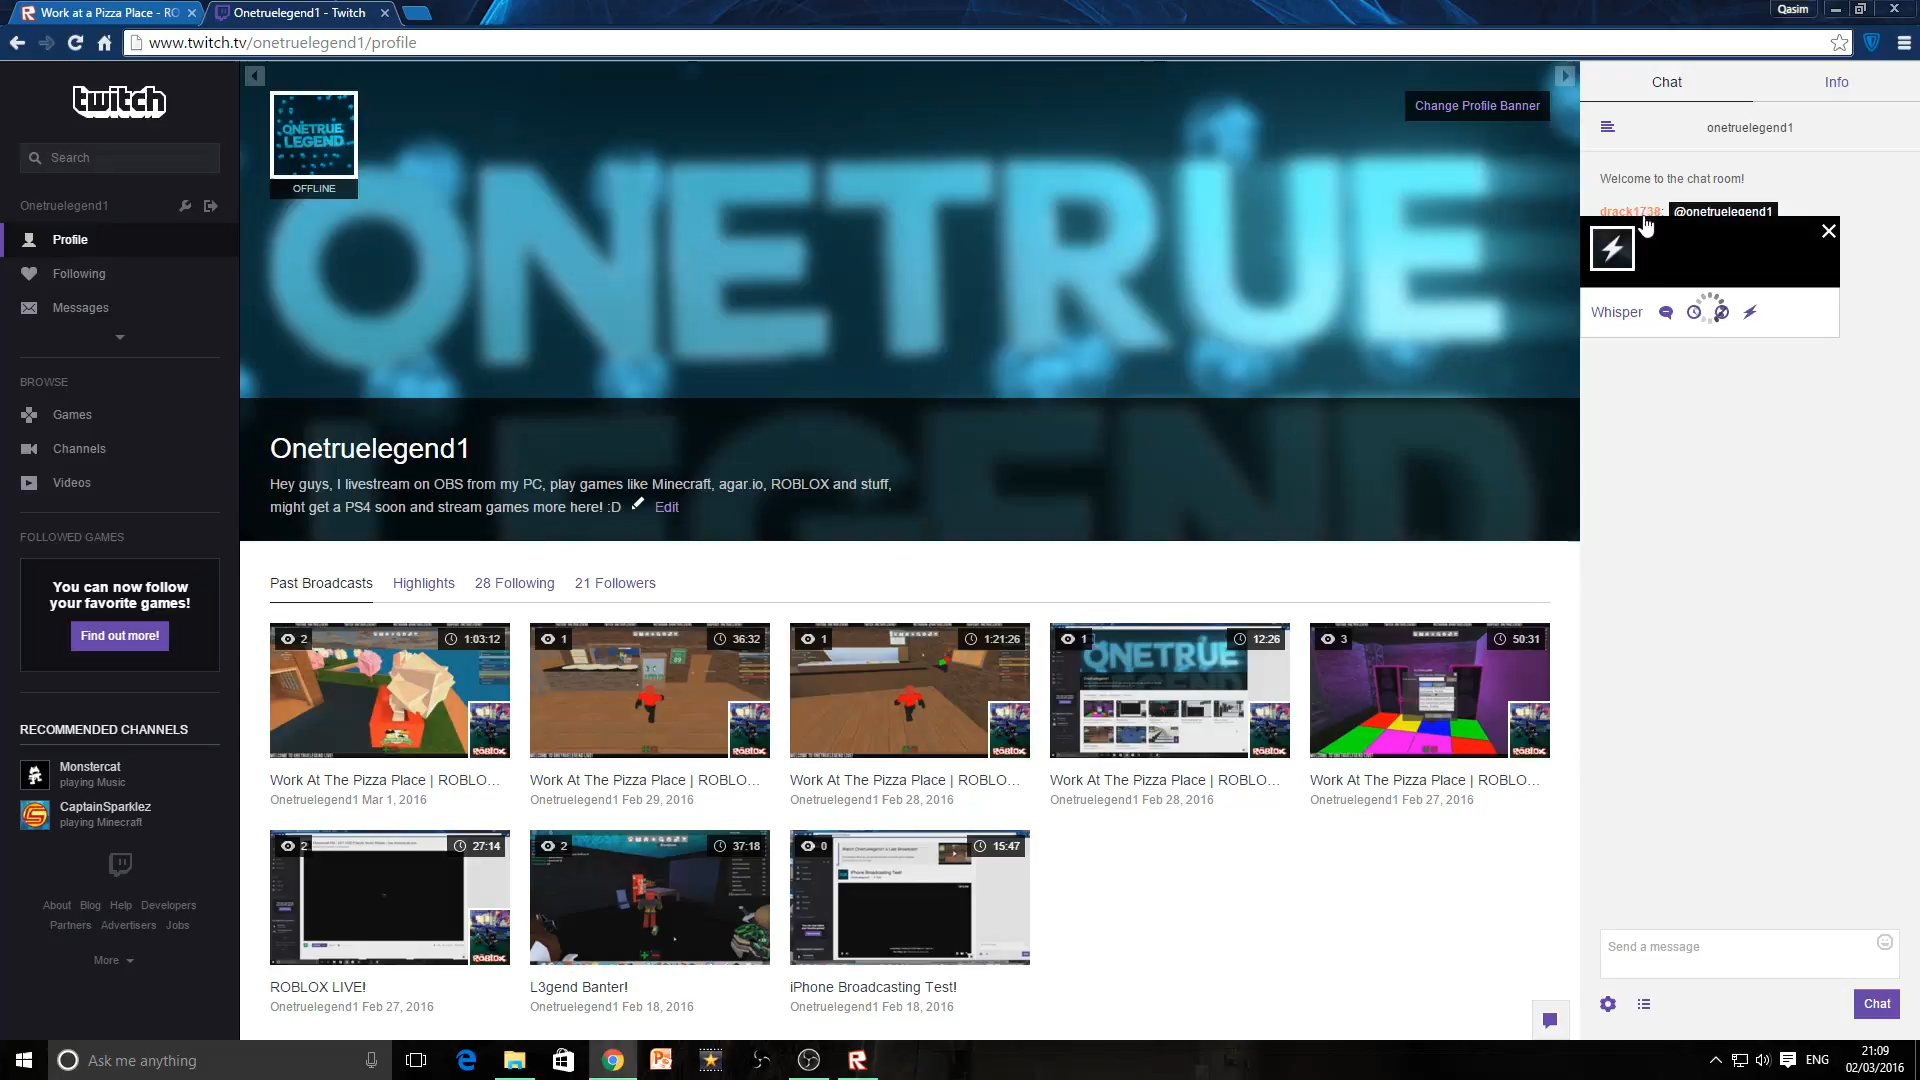 Work at a Pizza Place - RO
Onetruelegend1 - Twitch
Qasim
www.twitch.tv/onetruelegend1/profile
twitch
Search
Onetruelegend1
Profile
Following
Messages
BROWSE
Games
Channels
Videos
FOLLOWED GAMES
You can now follow
your favorite games!
Find out more!
RECOMMENDED CHANNELS
Monstercat
playing Music
CaptainSparklez
playing Minecraft
About Blog Help Developers
Partners Advertisers Jobs
More
ONETRUE
LEGEND
OFFLINE
Change Profile Banner
ONETRUE
LEGEND
Onetruelegend1
Hey guys, I livestream on OBS from my PC, play games like Minecraft, agar.io, ROBLOX and stuff,
might get a PS4 soon and stream games more here! :D Edit
Past Broadcasts Highlights 28 Following 21 Followers
2 1:03:12
Work At The Pizza Place | ROBLO...
Onetruelegend1 Mar 1, 2016
1 36:32
Work At The Pizza Place | ROBLO...
Onetruelegend1 Feb 29, 2016
1 1:21:26
Work At The Pizza Place | ROBLO...
Onetruelegend1 Feb 28, 2016
1 12:26
ONETRUE
Work At The Pizza Place | ROBLO...
Onetruelegend1 Feb 28, 2016
3 50:31
Work At The Pizza Place | ROBLO...
Onetruelegend1 Feb 27, 2016
2 27:14
ROBLOX
ROBLOX LIVE!
Onetruelegend1 Feb 27, 2016
2 37:18
L3gend Banter!
Onetruelegend1 Feb 18, 2016
0 15:47
iPhone Broadcasting Test!
Onetruelegend1 Feb 18, 2016
Chat Info
onetruelegend1
Welcome to the chat room!
drack1738: @onetruelegend1
Whisper
Send a message
Chat
Ask me anything
ENG
21:09
02/03/2016